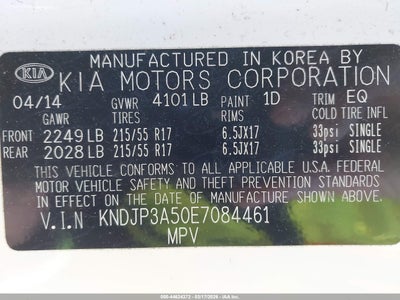 MANUFACTURED IN KOREA BY
KIA KIA MOTORS CORPORATION
04/14 GVWR 4101 LB PAINT 1D TRIM EQ
GAWR TIRES RIMS COLD TIRE INFL
FRONT 2249 LB 215/55 R17 6.5JX17 33psi SINGLE
REAR 2028 LB 215/55 R17 6.5JX17 33psi SINGLE
THIS VEHICLE CONFORMS TO ALL APPLICABLE U.S.A. FEDERAL
MOTOR VEHICLE SAFETY AND THEFT PREVENTION STANDARDS
IN EFFECT ON THE DATE OF MANUFACTURE SHOWN ABOVE.
V.I.N KNDJP3A50E7084461
MPV